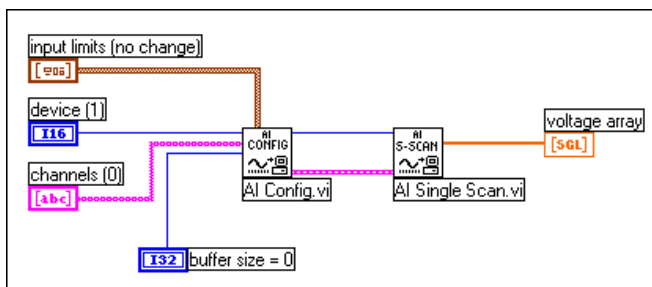 input limits (no change)
device (1)
I16
channels (0)
[abc]
AI
CONFIG
AI Config.vi
AI
S-SCAN
AI Single Scan.vi
voltage array
[SGL]
I32
buffer size = 0